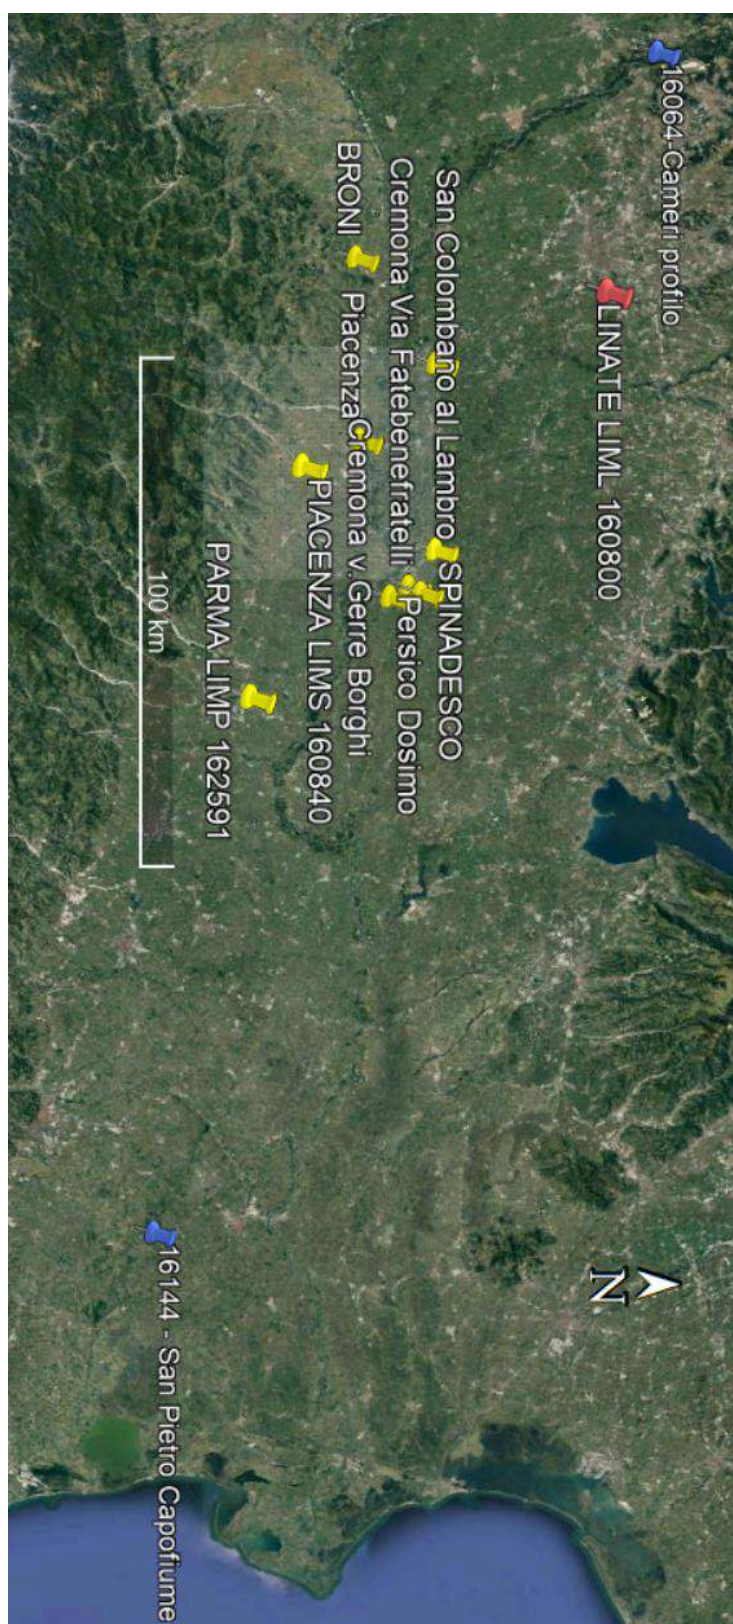 16064-Cameri profilo
LINATE LIML 160800
San Colombano al Lambro
SPINADESCO
Cremona Via Fatebenefratelli
Persico Dosimo
BRONI
Piacenza
Cremona v.Gerre Borghi
PIACENZA LIMS 160840
PARMA LIMP 162591
100 km
16144 - San Pietro Capofiume
N